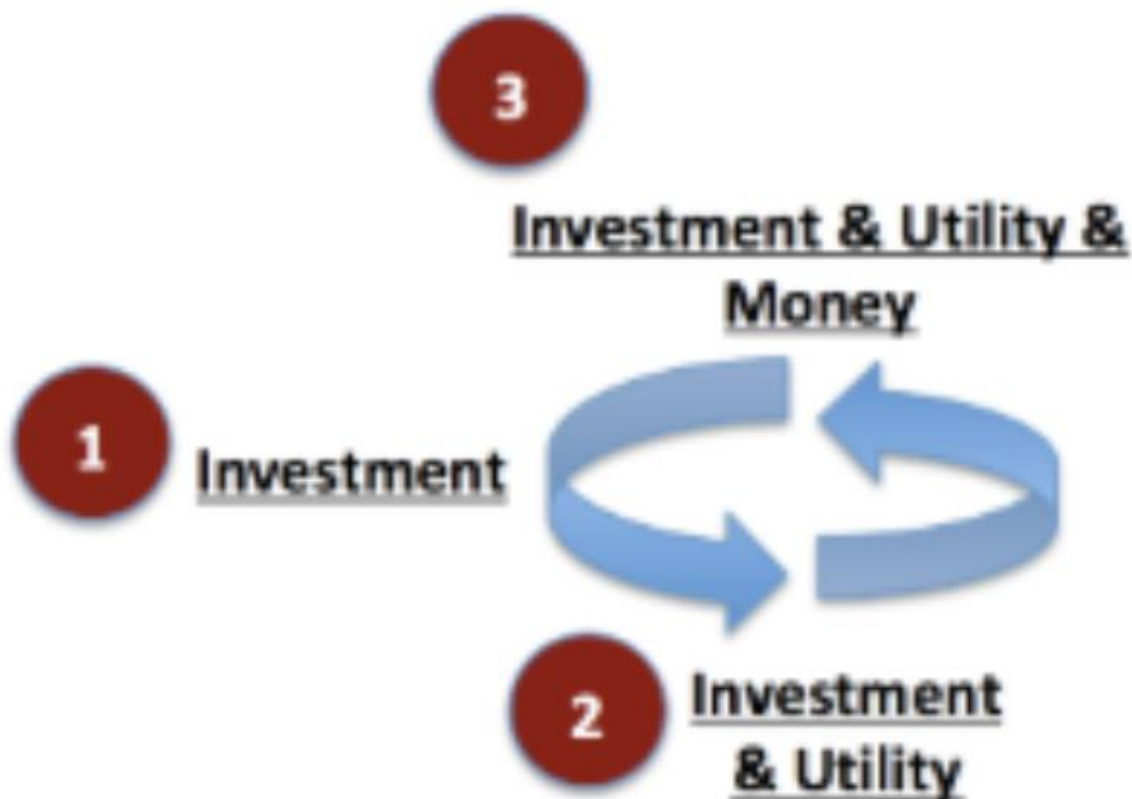 3
Investment & Utility &
Money
1
Investment
2
Investment
& Utility